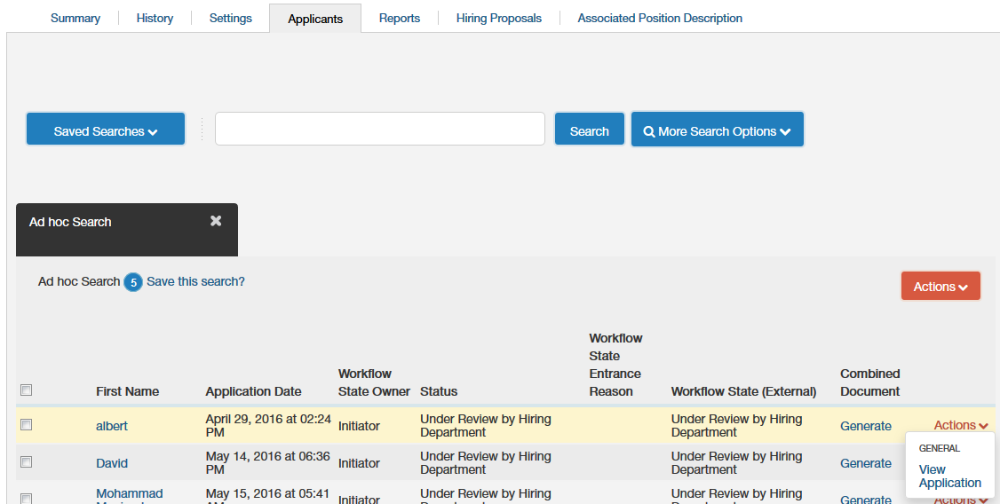 Summary History Settings Applicants Reports Hiring Proposals Associated Position Description
Saved Searches Search More Search Options
Ad hoc Search
Ad hoc Search 5 Save this search?
Actions
Workflow
State
Workflow Entrance Combined
First Name Application Date State Owner Status Reason Workflow State (External) Document
albert April 29, 2016 at 02:24 PM Initiator Under Review by Hiring Department Under Review by Hiring Department Generate Actions
GENERAL
View
Application
David May 14, 2016 at 06:36 PM Initiator Under Review by Hiring Department Under Review by Hiring Department Generate
Mohammad May 15, 2016 at 05:41 Initiator Under Review by Hiring Department Under Review by Hiring Department Generate Actions